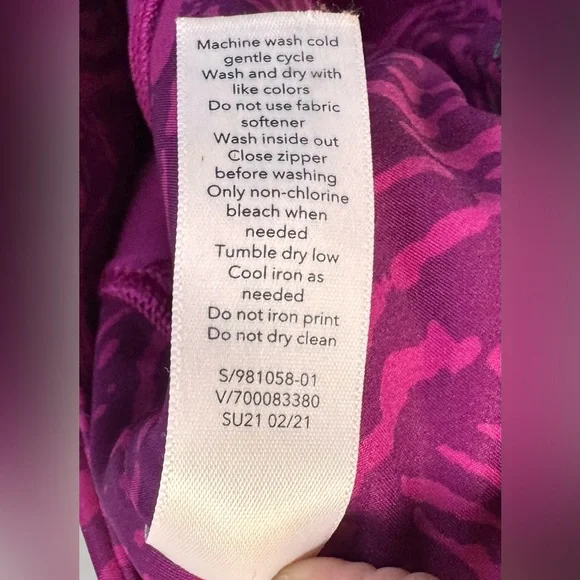 Machine wash cold
gentle cycle
Wash and dry with
like colors
Do not use fabric
softener
Wash inside out
Close zipper
before washing
Only non-chlorine
bleach when
needed
Tumble dry low
Cool iron as
needed
Do not iron print
Do not dry clean
S/981058-01
V/700083380
SU21 02/21